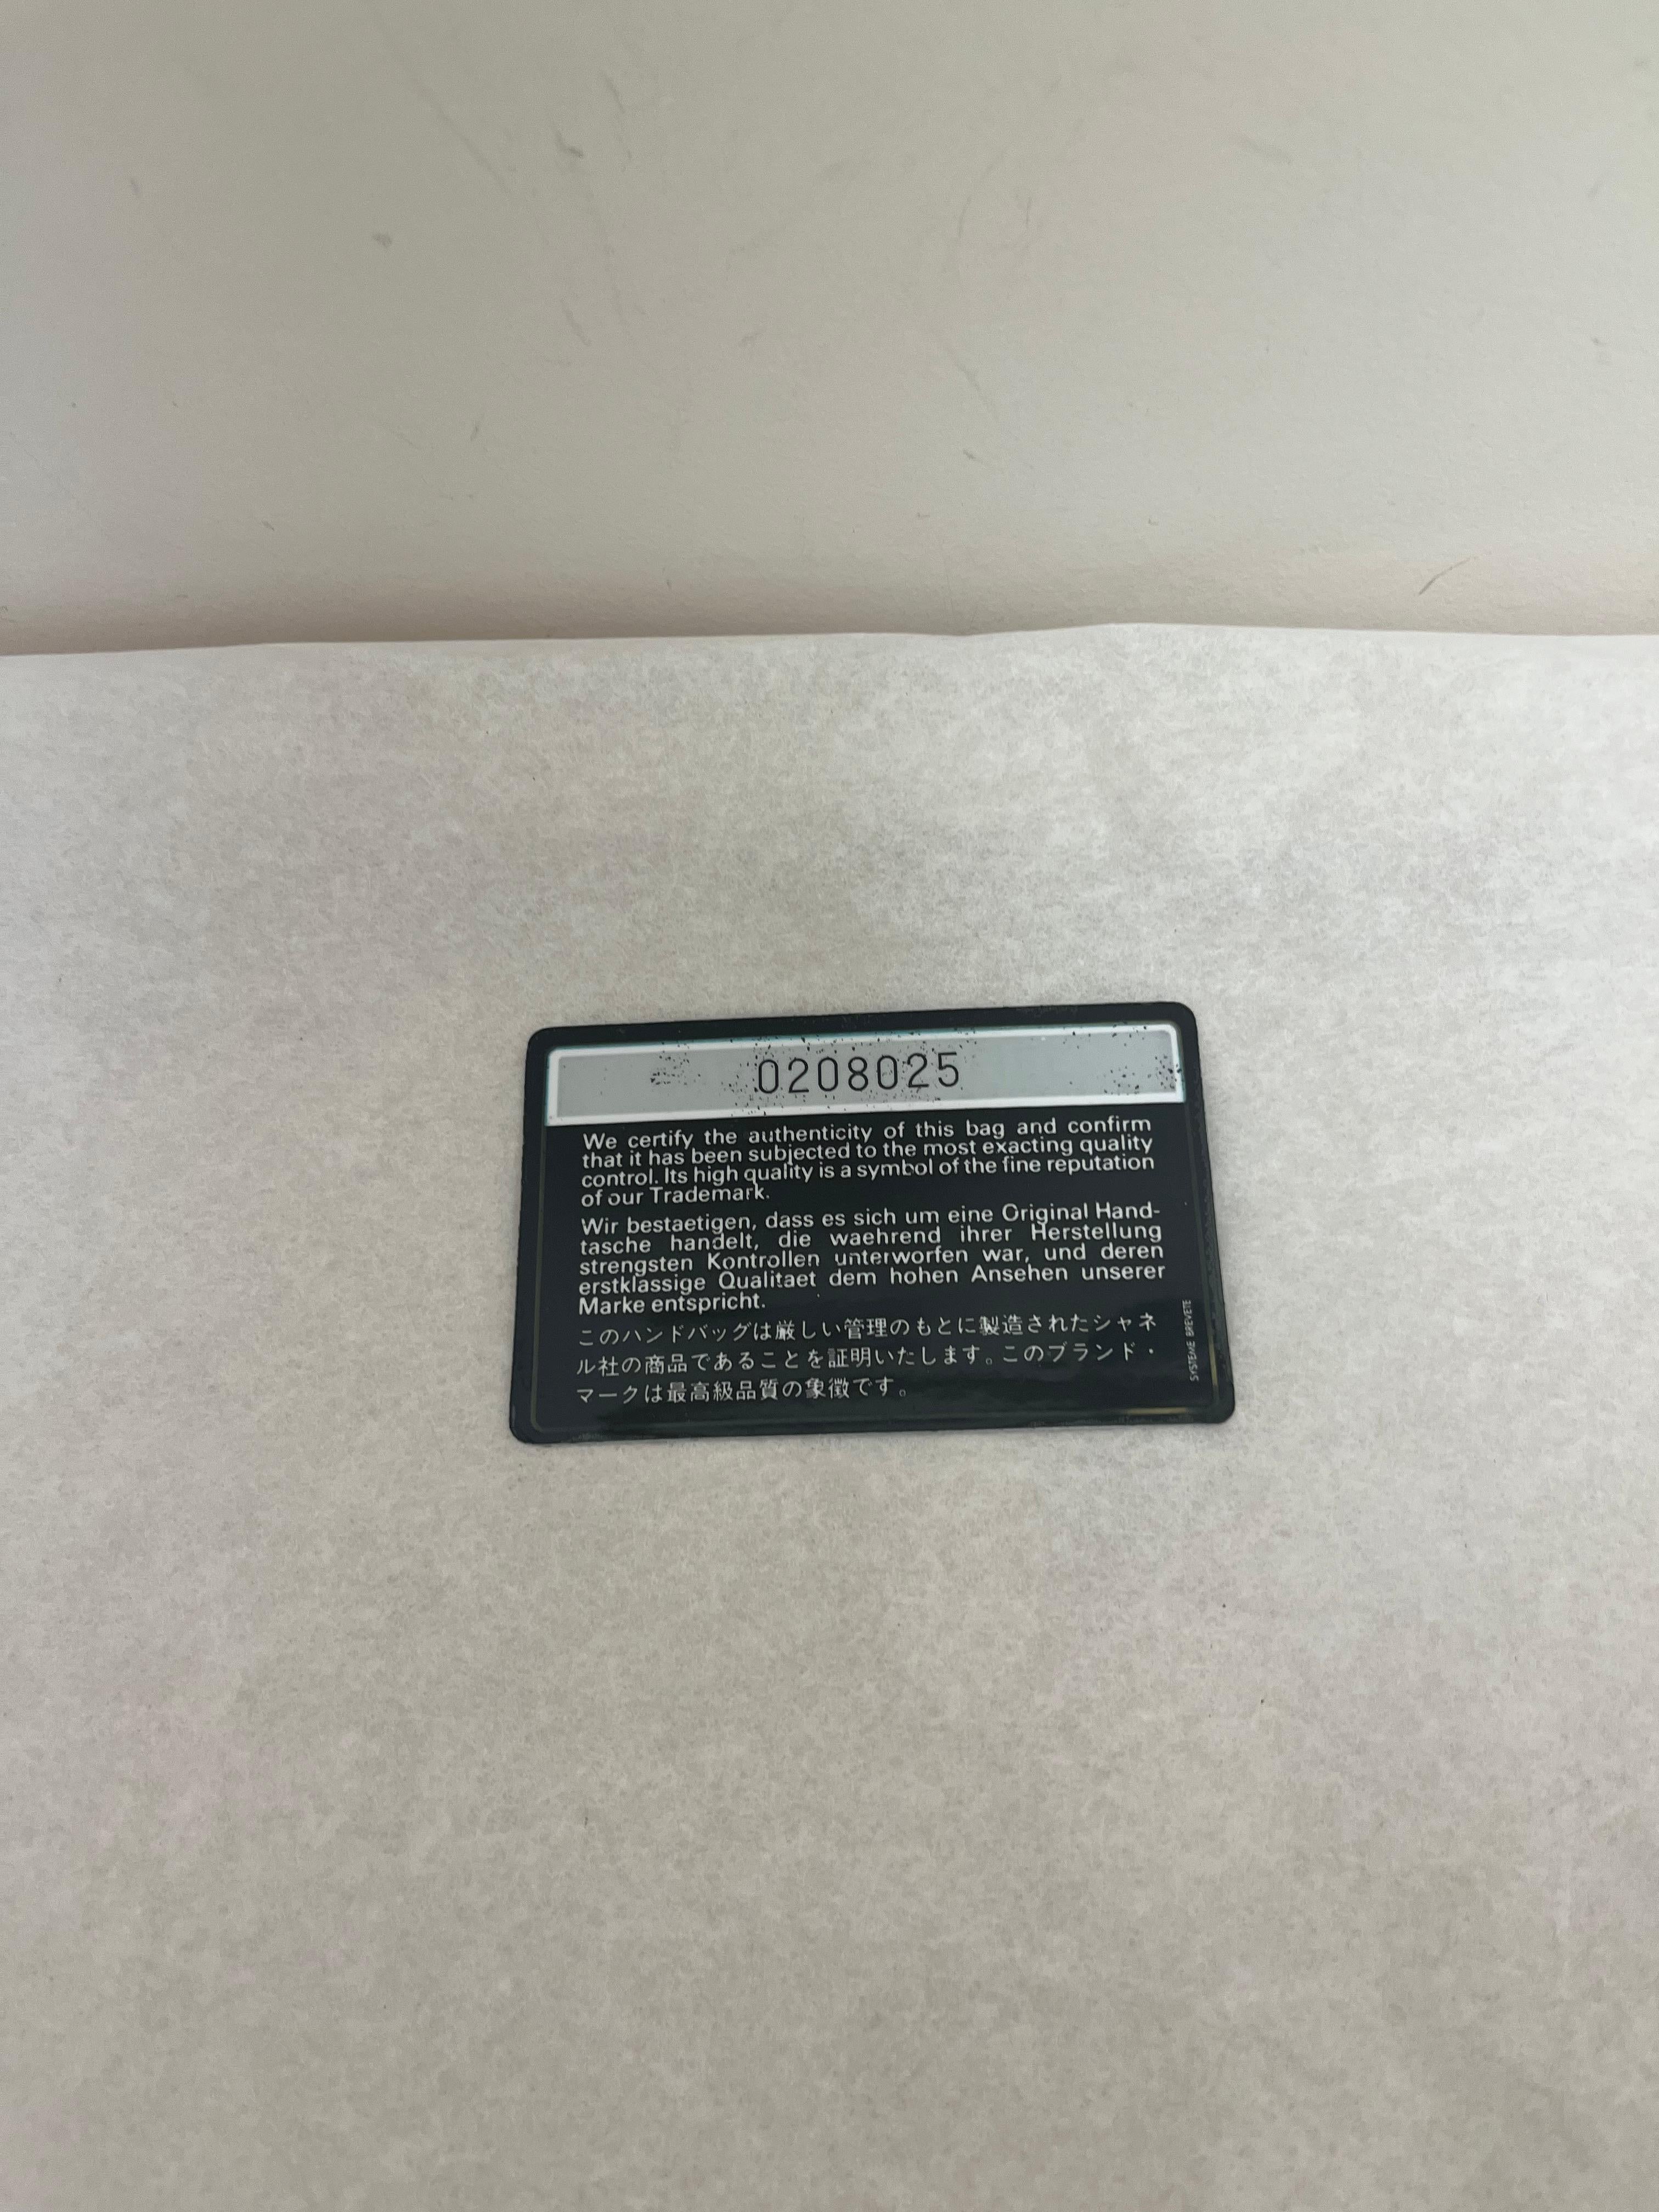 0208025
We certify the authenticity of this bag and confirm
that it has been subjected to the most exacting quality
control. Its high quality is a symbol of the fine reputation
of our Trademark.
Wir bestaetigen, dass es sich um eine Original Hand-
tasche handelt, die waehrend ihrer Herstellung
strengsten Kontrollen unterworfen war, und deren
erstklassige Qualitaet dem hohen Ansehen unserer
Marke entspricht.
このハンドバッグは厳しい管理のもとに製造されたシャネ
ル社の商品であることを証明いたします。このブランド・
マークは最高級品質の象徴です。
SYSTEME BREVETE